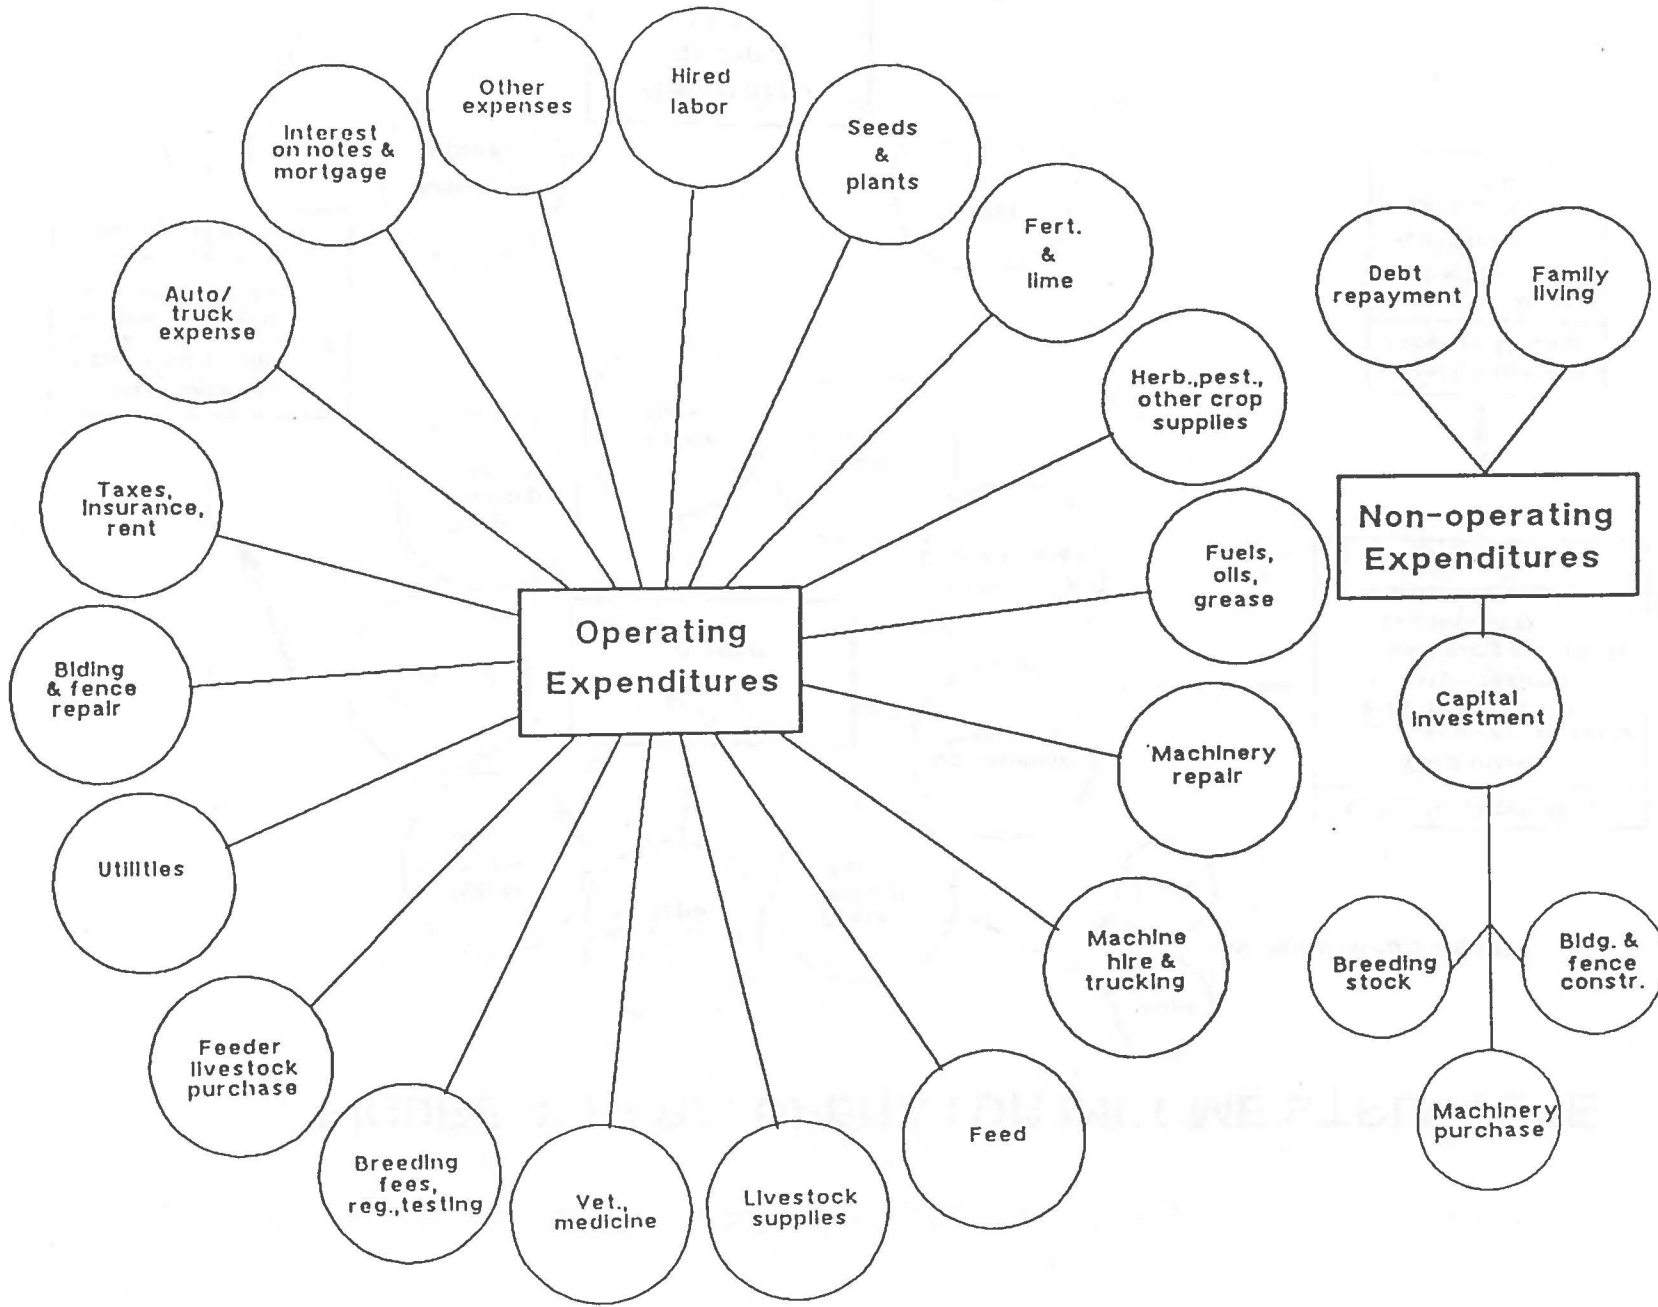 Other
expenses
Hired
labor
Interest
on notes &
mortgage
Seeds
&
plants
Fert.
&
lime
Auto/
truck
expense
Herb.,pest.,
other crop
supplies
Taxes,
Insurance,
rent
Fuels,
oils,
grease
Operating
Expenditures
Blding
& fence
repair
Machinery
repair
Utilities
Machine
hire &
trucking
Feeder
livestock
purchase
Feed
Breeding
fees,
reg.,testing
Vet.,
medicine
Livestock
supplies
Debt
repayment
Family
living
Non-operating
Expenditures
Capital
investment
Breeding
stock
Bldg. &
fence
constr.
Machinery
purchase